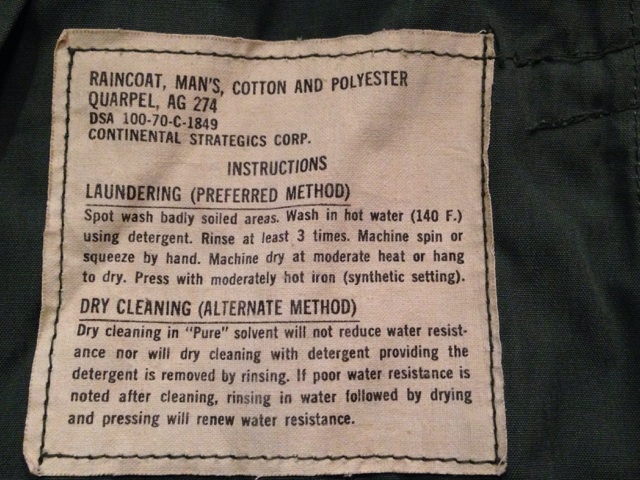 RAINCOAT, MAN'S, COTTON AND POLYESTER
QUARPEL, AG 274
DSA 100-70-C-1849
CONTINENTAL STRATEGICS CORP.
INSTRUCTIONS
LAUNDERING (PREFERRED METHOD)
Spot wash badly soiled areas. Wash in hot water (140 F.)
using detergent. Rinse at least 3 times. Machine spin or
squeeze by hand. Machine dry at moderate heat or hang
to dry. Press with moderately hot iron (synthetic setting).
DRY CLEANING (ALTERNATE METHOD)
Dry cleaning in "Pure" solvent will not reduce water resist-
ance nor will dry cleaning with detergent providing the
detergent is removed by rinsing. If poor water resistance is
noted after cleaning, rinsing in water followed by drying
and pressing will renew water resistance.